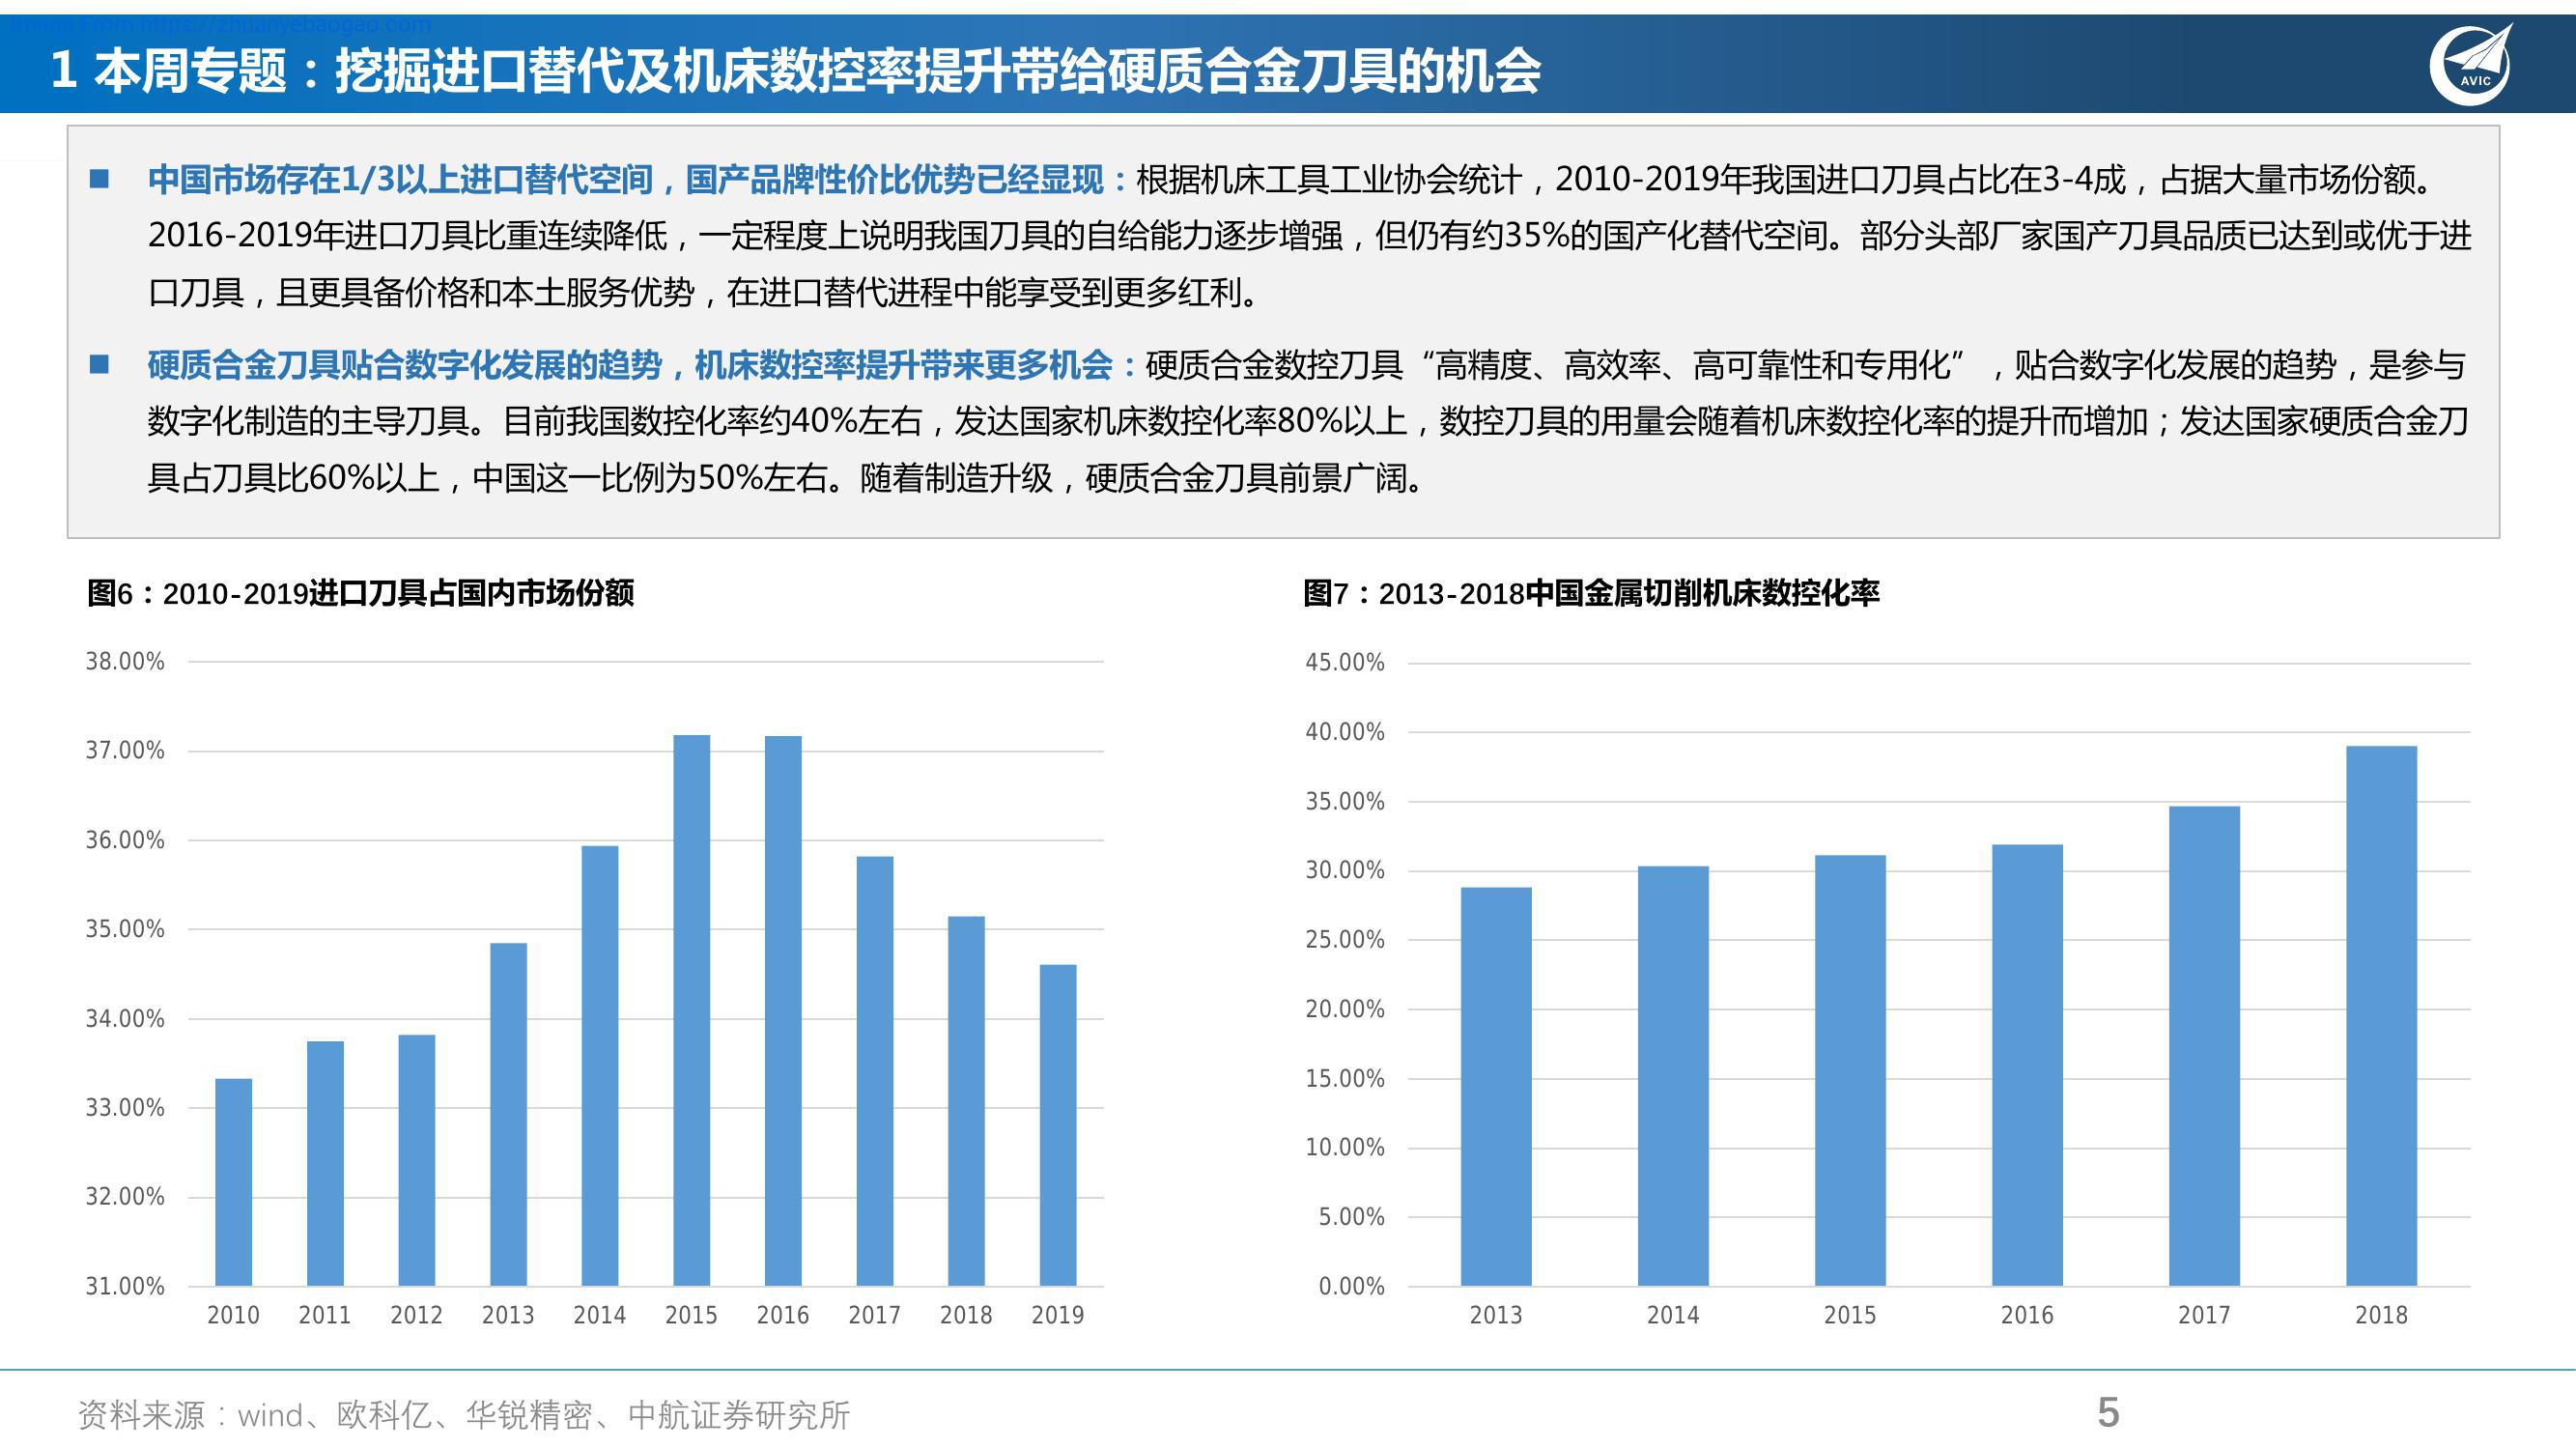 Image From https://zhuanyebaogao.com
1 本周专题：挖掘进口替代及机床数控率提升带给硬质合金刀具的机会
AVIC
■ 中国市场存在1/3以上进口替代空间，国产品牌性价比优势已经显现：根据机床工具工业协会统计，2010-2019年我国进口刀具占比在3-4成，占据大量市场份额。
2016-2019年进口刀具比重连续降低，一定程度上说明我国刀具的自给能力逐步增强，但仍有约35%的国产化替代空间。部分头部厂家国产刀具品质已达到或优于进
口刀具，且更具备价格和本土服务优势，在进口替代进程中能享受到更多红利。
■ 硬质合金刀具贴合数字化发展的趋势，机床数控率提升带来更多机会：硬质合金数控刀具“高精度、高效率、高可靠性和专用化”，贴合数字化发展的趋势，是参与
数字化制造的主导刀具。目前我国数控化率约40%左右，发达国家机床数控化率80%以上，数控刀具的用量会随着机床数控化率的提升而增加；发达国家硬质合金刀
具占刀具比60%以上，中国这一比例为50%左右。随着制造升级，硬质合金刀具前景广阔。
图6：2010-2019进口刀具占国内市场份额
38.00%
37.00%
36.00%
35.00%
34.00%
33.00%
32.00%
31.00%
2010 2011 2012 2013 2014 2015 2016 2017 2018 2019
图7：2013-2018中国金属切削机床数控化率
45.00%
40.00%
35.00%
30.00%
25.00%
20.00%
15.00%
10.00%
5.00%
0.00%
2013 2014 2015 2016 2017 2018
资料来源：wind、欧科亿、华锐精密、中航证券研究所
5